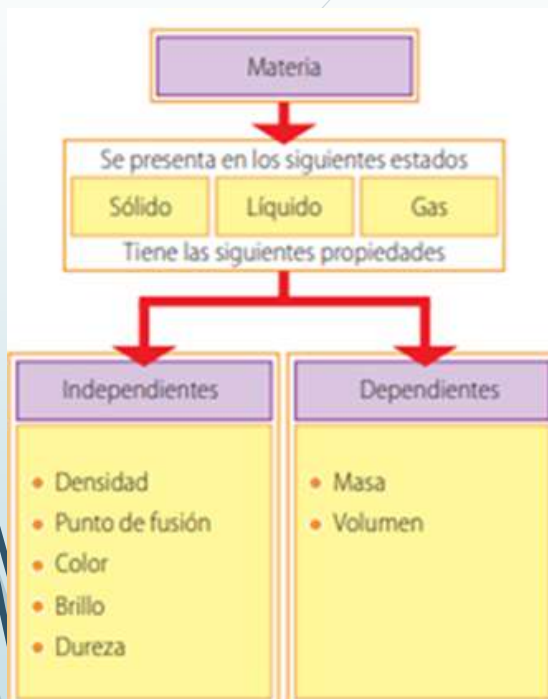 Materia
Se presenta en los siguientes estados
Sólido Líquido Gas
Tiene las siguientes propiedades
Independientes
• Densidad
• Punto de fusión
• Color
• Brillo
• Dureza
Dependientes
• Masa
• Volumen